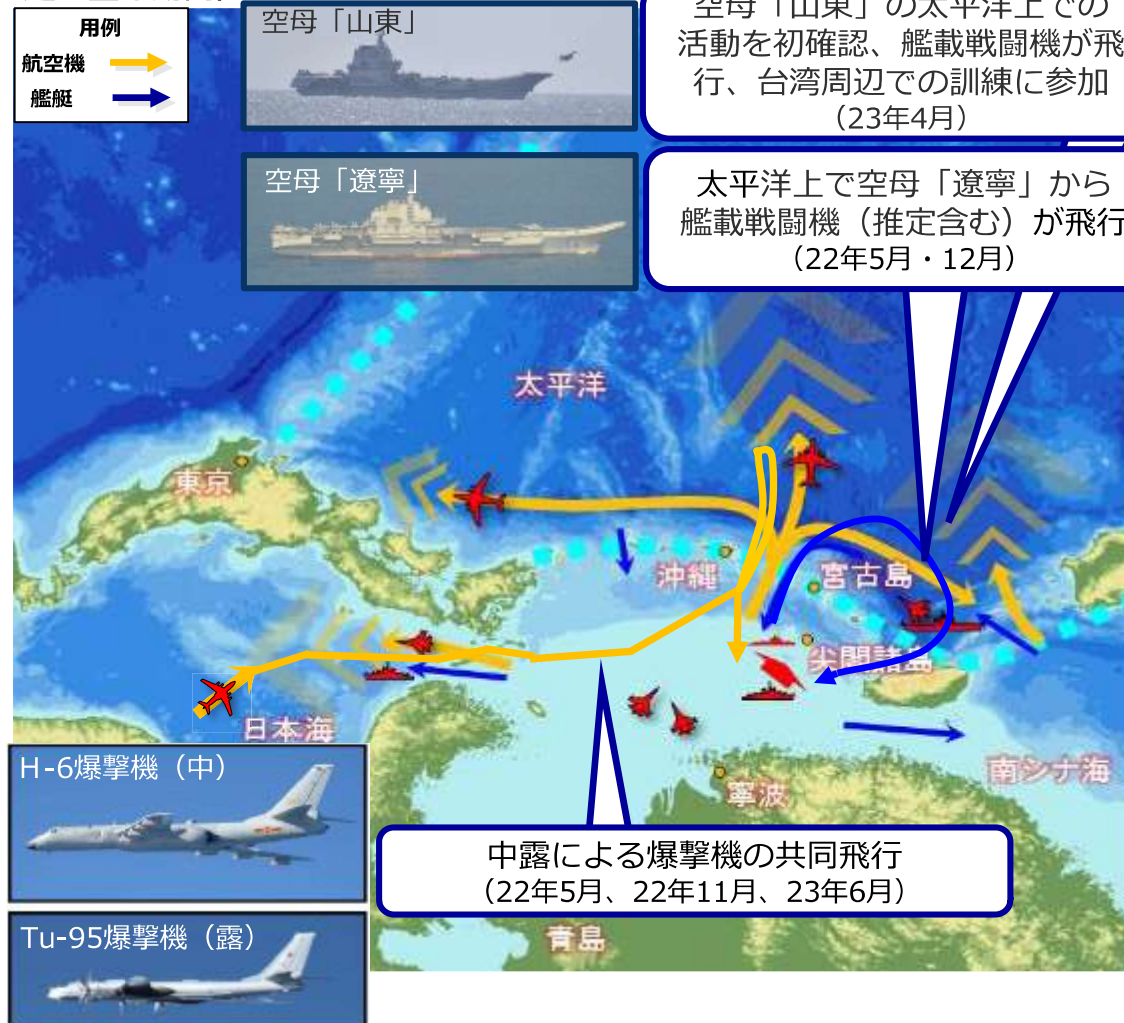 用例
航空機
艦艇
空母「山東」
空母「山東」の太平洋上での
活動を初確認、艦載戦闘機が飛
行、台湾周辺での訓練に参加
（23年4月）
空母「遼寧」
太平洋上で空母「遼寧」から
艦載戦闘機（推定含む）が飛行
（22年5月・12月）
太平洋
東京
沖縄
宮古島
尖閣諸島
日本海
南シナ海
寧波
H-6爆撃機（中）
中露による爆撃機の共同飛行
（22年5月、22年11月、23年6月）
青島
Tu-95爆撃機（露）